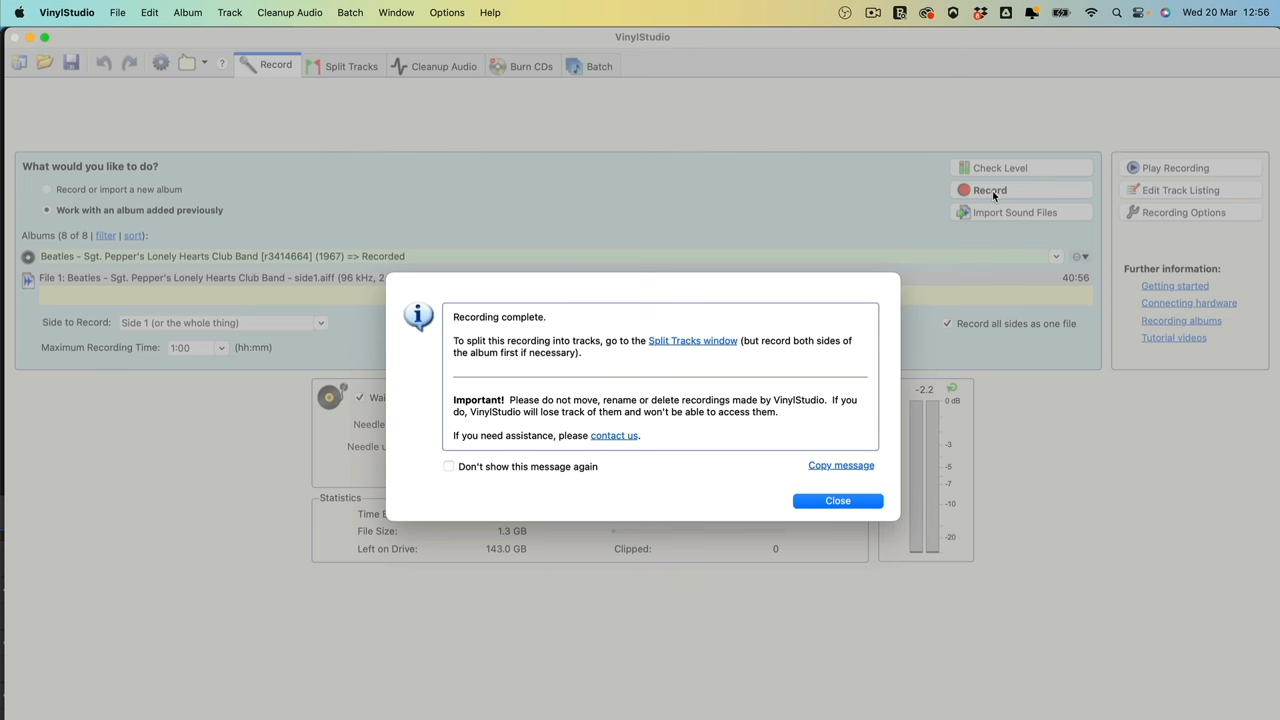 VinylStudio File Edit Album Track Cleanup Audio Batch Window Options Help Wed 20 Mar 12:56
VinylStudio
? Record Split Tracks Cleanup Audio Burn CDs Batch
What would you like to do?
Record or import a new album
Work with an album added previously
Albums (8 of 8 | filter | sort):
Beatles - Sgt. Pepper's Lonely Hearts Club Band [r3414664] (1967) => Recorded
File 1: Beatles - Sgt. Pepper's Lonely Hearts Club Band - side1.aiff (96 kHz, 2
40:56
Side to Record: Side 1 (or the whole thing)
Record all sides as one file
Maximum Recording Time: 1:00 (hh:mm)
Check Level
Record
Import Sound Files
Play Recording
Edit Track Listing
Recording Options
Further information:
Getting started
Connecting hardware
Recording albums
Tutorial videos
Recording complete.
To split this recording into tracks, go to the Split Tracks window (but record both sides of
the album first if necessary).
Important! Please do not move, rename or delete recordings made by VinylStudio. If you
do, VinylStudio will lose track of them and won't be able to access them.
If you need assistance, please contact us.
Don't show this message again
Copy message
Close
Needle
Statistics
File Size: 1.3 GB
Left on Drive: 143.0 GB Clipped: 0
-2.2
0 dB
-3
-5
-7
-10
-20